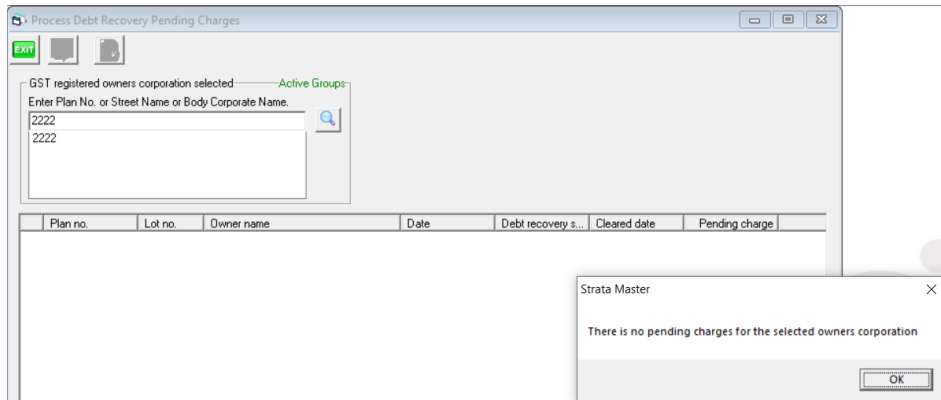 Process Debt Recovery Pending Charges
EXIT
GST registered owners corporation selected Active Groups
Enter Plan No. or Street Name or Body Corporate Name.
2222
2222
Plan no. Lot no. Owner name Date Debt recovery s... Cleared date Pending charge
Strata Master
There is no pending charges for the selected owners corporation
OK